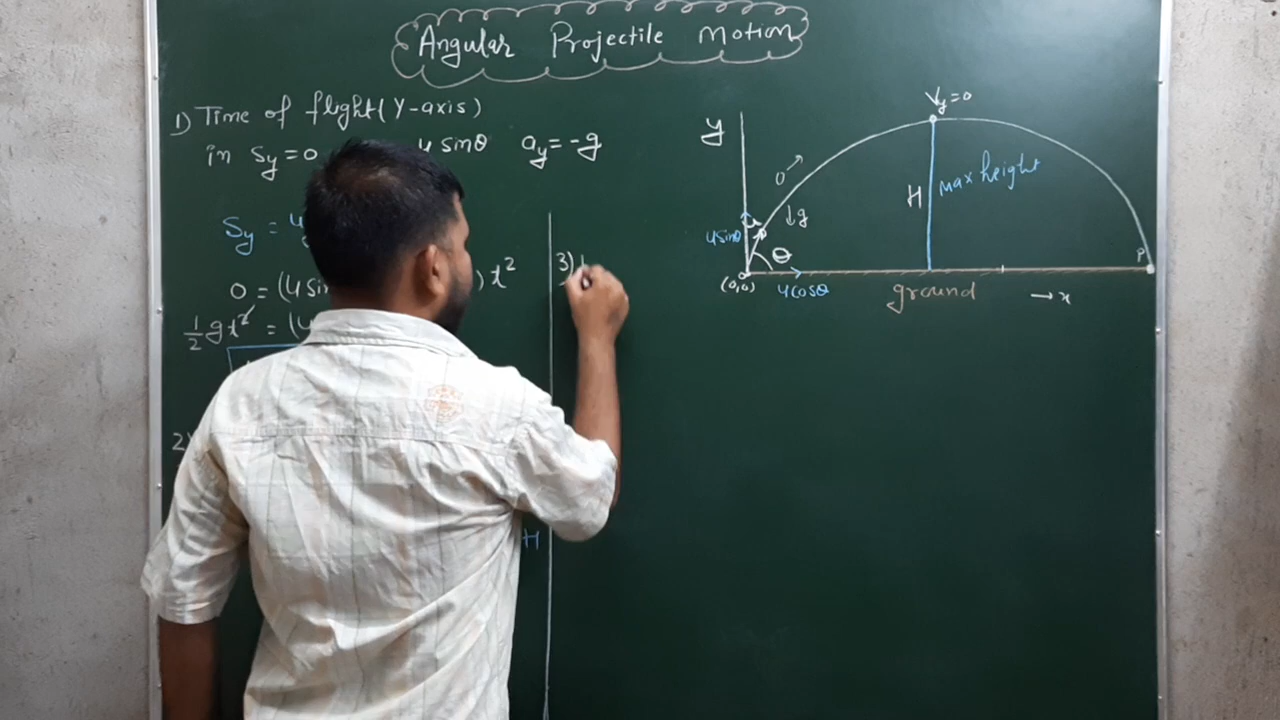 Angular Projectile Motion
1) Time of flight (Y-axis)
in Sy = 0 u sinθ ay = -g
Sy =
0 = (u sin ) t²
½ g t² = (u
2)
H
3)
Vy = 0
y
H max height
↓g
u
u sinθ
θ
(0,0) u cosθ
ground
→ x
P